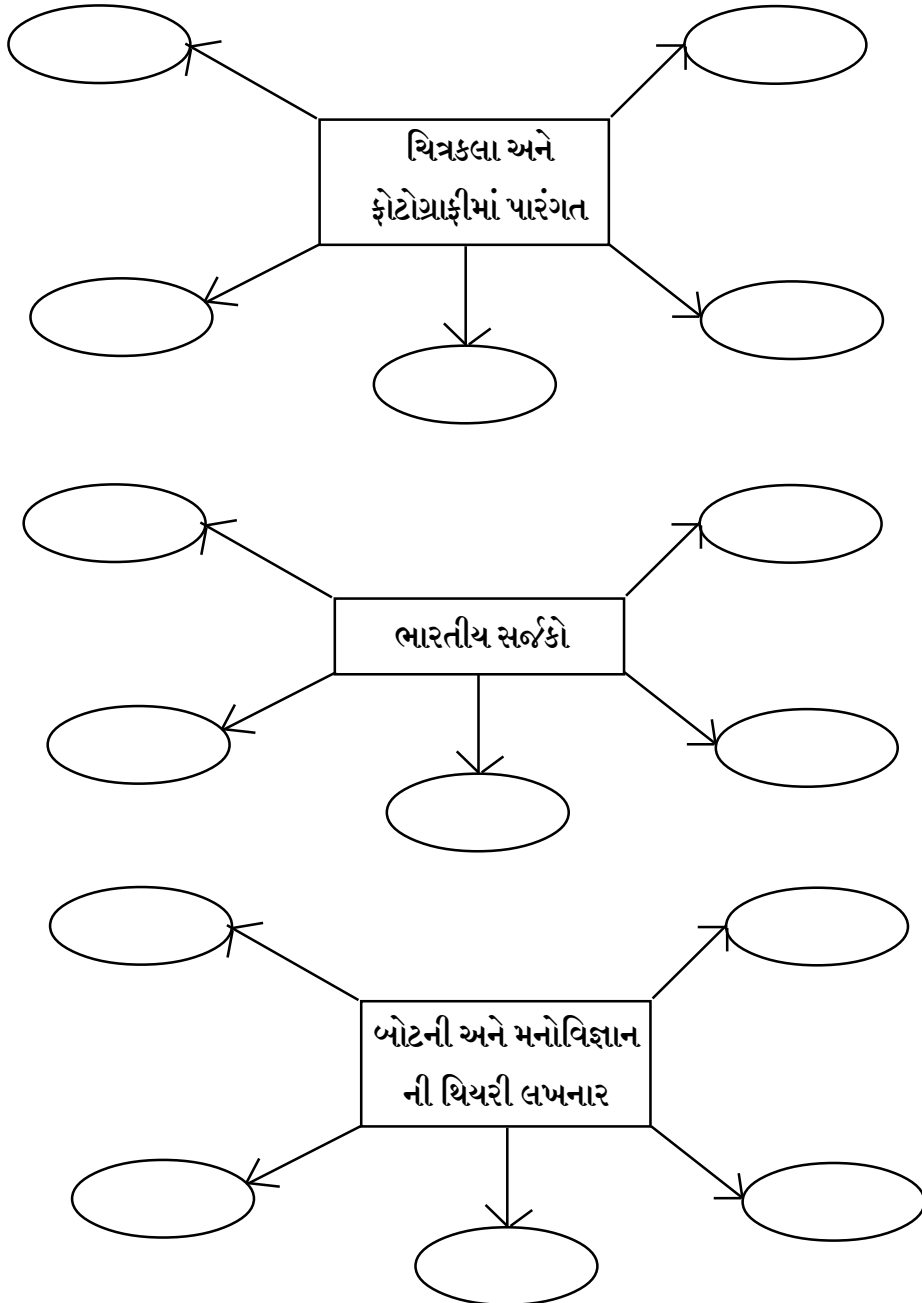 ચિત્રકલા અને
ફોટોગ્રાફીમાં પારંગત
ભારતીય સર્જકો
બોટની અને મનોવિજ્ઞાન
ની થિયરી લખનાર